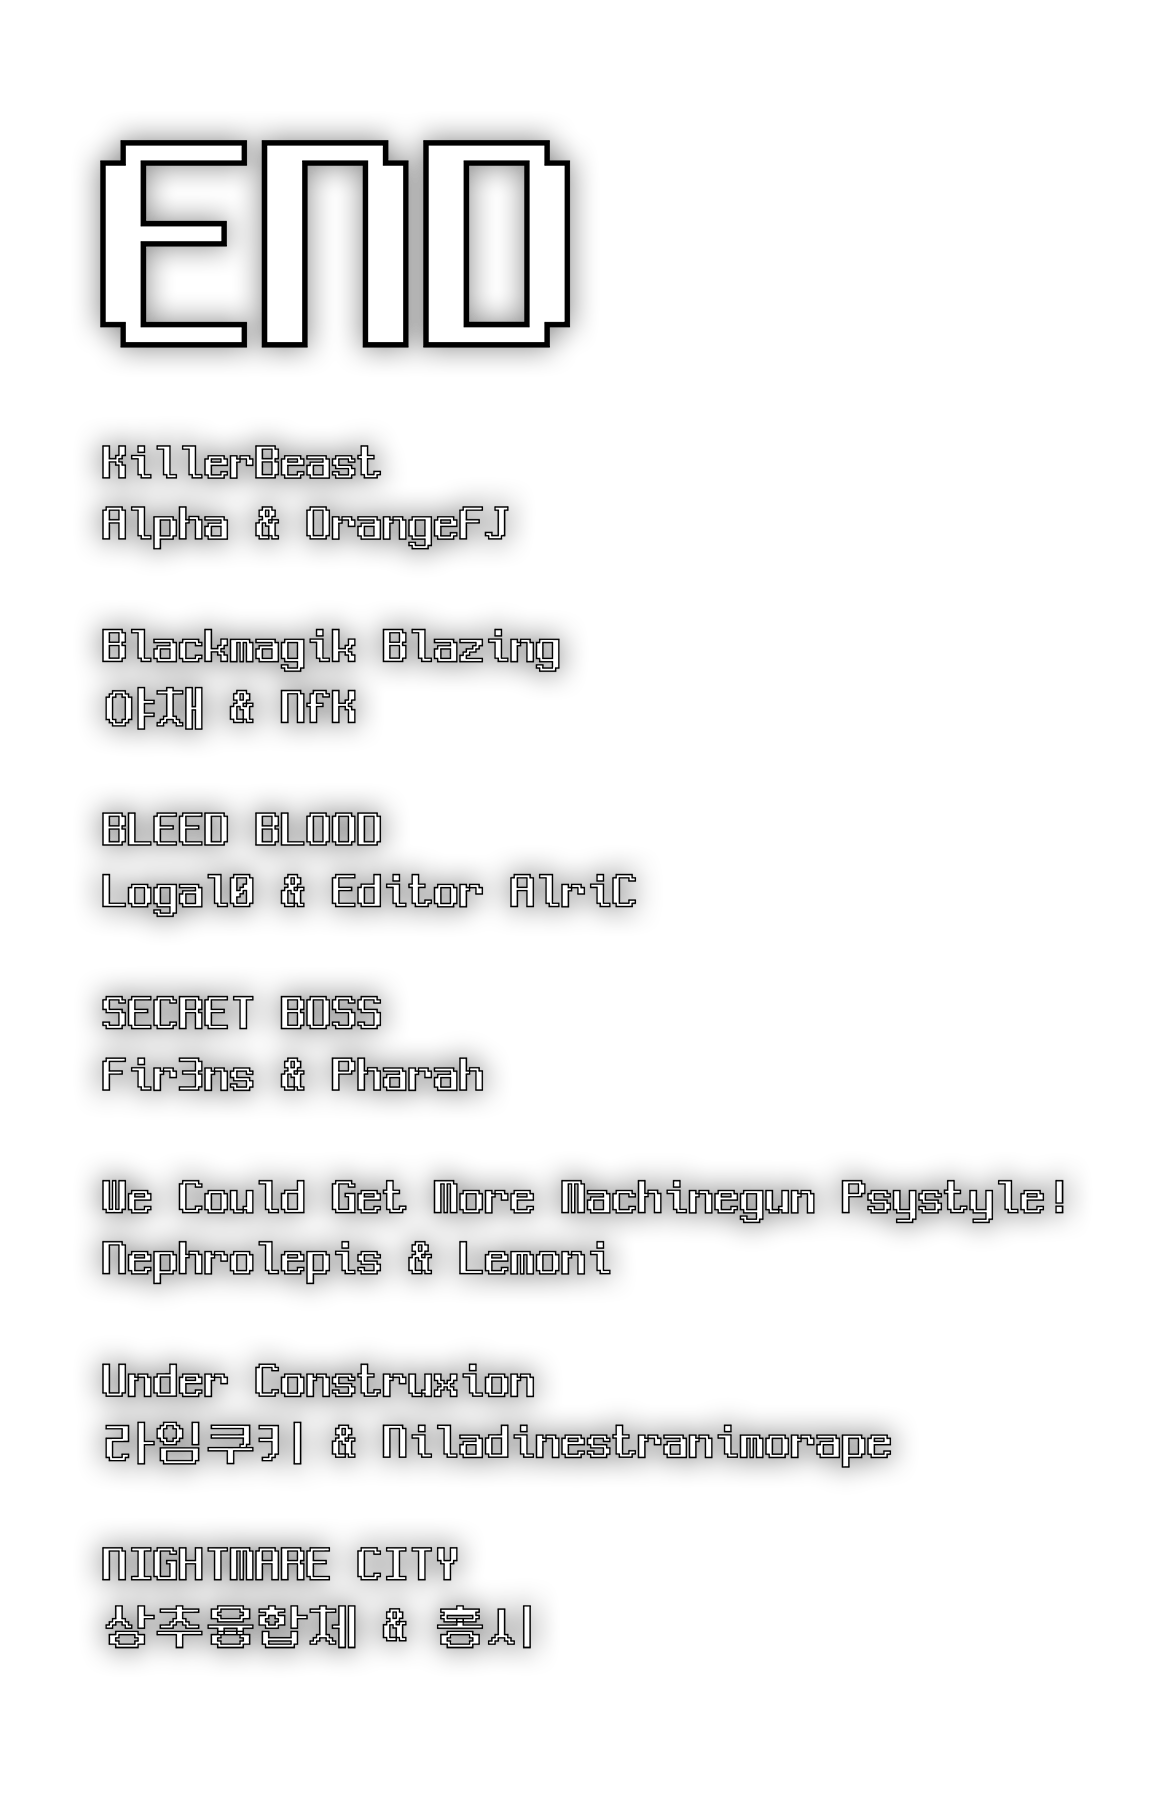 END
KillerBeast
Alpha & OrangeFJ
Blackmagik Blazing
야채 & NfK
BLEED BLOOD
Logal0 & Editor AlriC
SECRET BOSS
Fir3ns & Pharah
We Could Get More Machinegun Psystyle!
Nephrolepis & Lemoni
Under Construxion
라임쿠키 & Niladinestranimorape
NIGHTMARE CITY
상추융합제 & 홍시